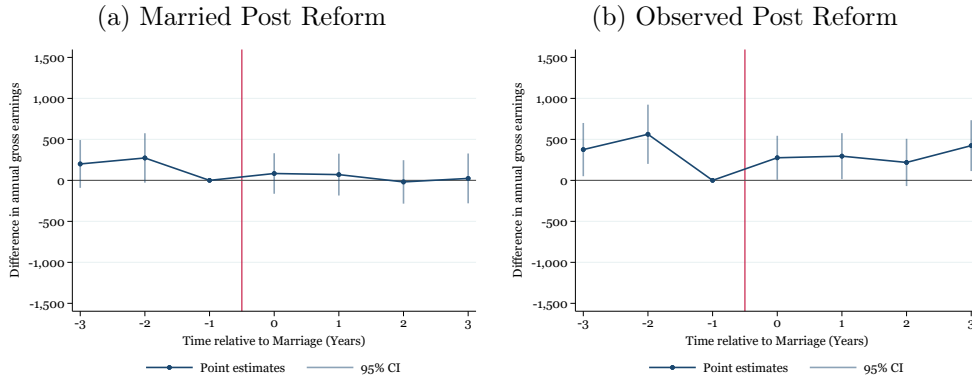 (a) Married Post Reform
Difference in annual gross earnings
1,500
1,000
500
0
-500
-1,000
-1,500
-3 -2 -1 0 1 2 3
Time relative to Marriage (Years)
Point estimates 95% CI
(b) Observed Post Reform
Difference in annual gross earnings
1,500
1,000
500
0
-500
-1,000
-1,500
-3 -2 -1 0 1 2 3
Time relative to Marriage (Years)
Point estimates 95% CI